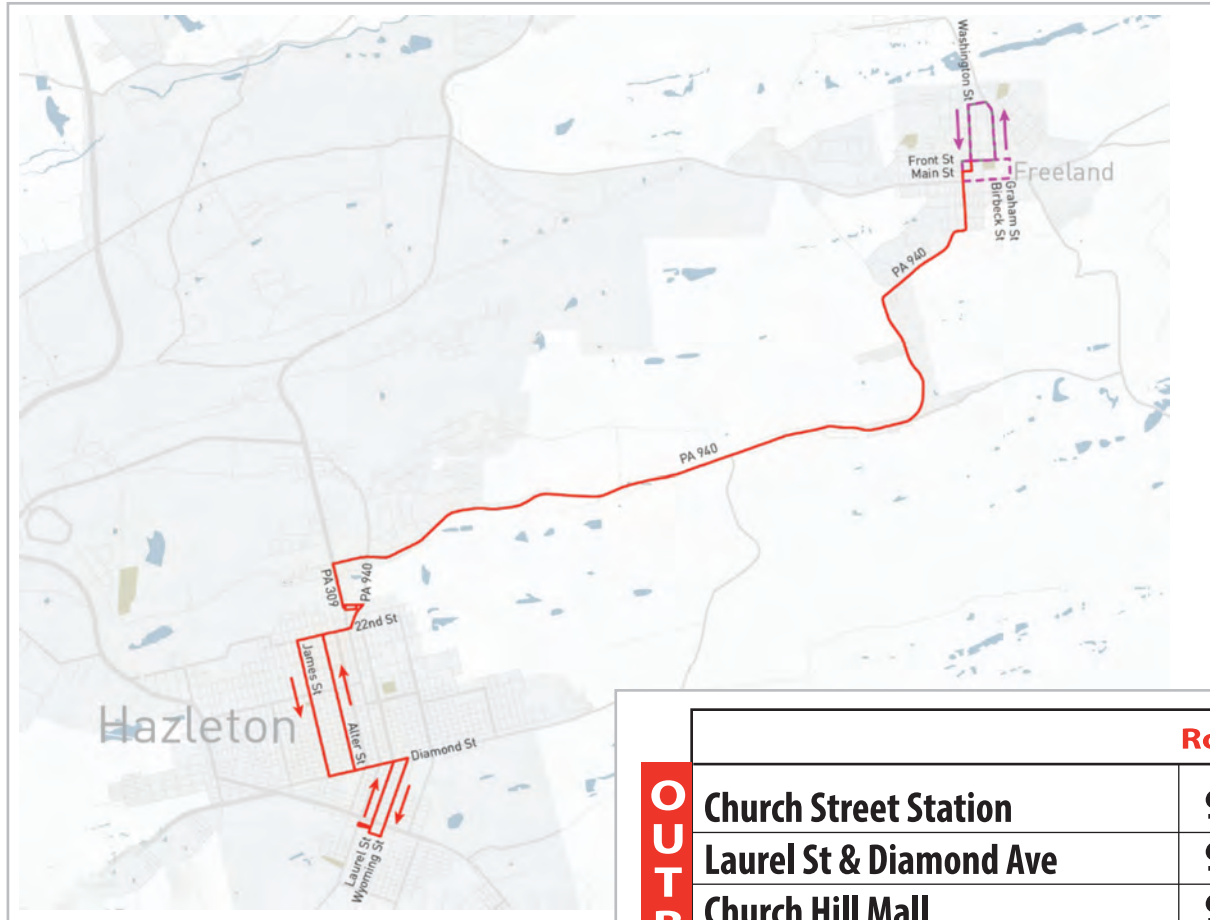 Washington St
Front St
Main St
Freeland
Graham St
Birbeck St
PA 940
PA 940
PA 309
PA 940
22nd St
James St
Hazleton
Alter St
Diamond St
Laurel St
Wyoming St
O
U
T
Church Street Station
Laurel St & Diamond Ave
Church Hill Mall